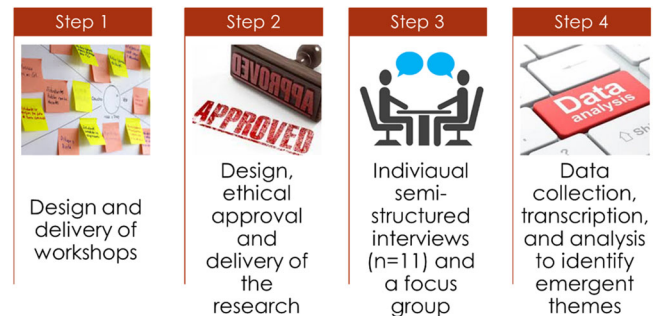 Step 1
Design and
delivery of
workshops
Step 2
APPROVED
APPROVED
Design,
ethical
approval
and
delivery of
the
research
Step 3
Indiviaual
semi-
structured
interviews
(n=11) and
a focus
group
Step 4
Data
analysis
Shi
Data
collection,
transcription,
and analysis
to identify
emergent
themes